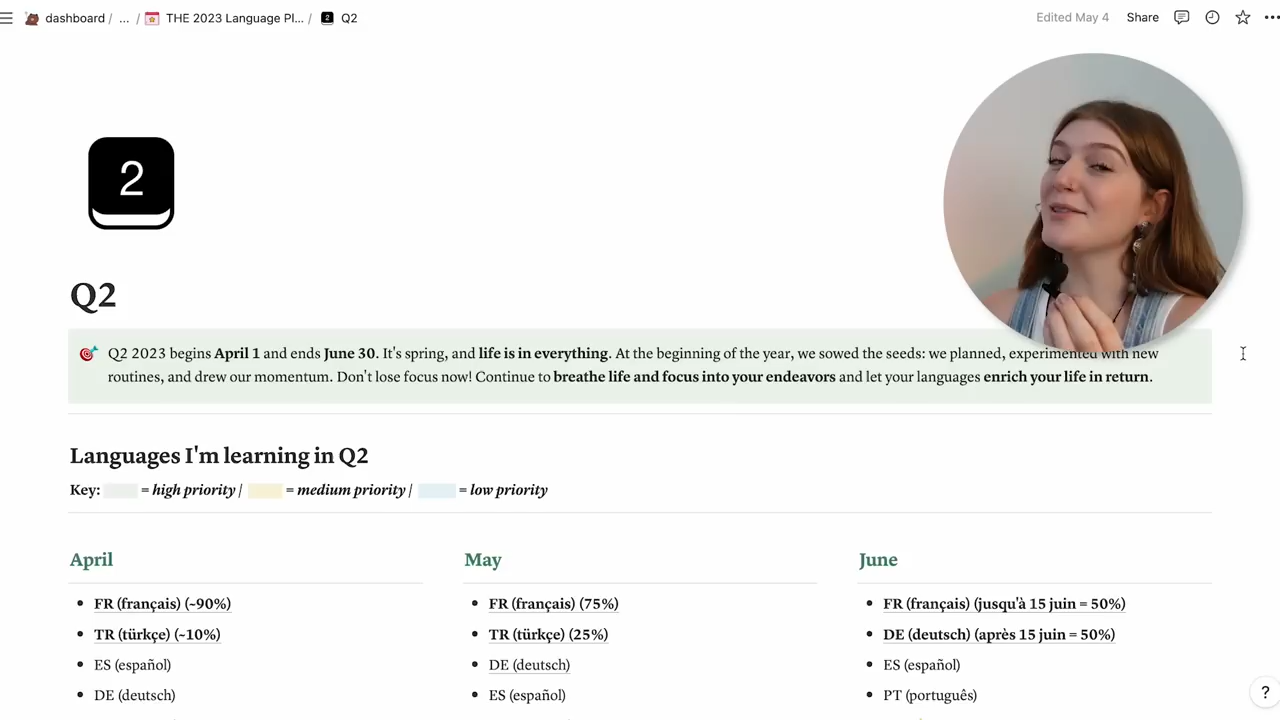 dashboard / ... / THE 2023 Language Pl... / 2 Q2
Edited May 4 Share
2
Q2
Q2 2023 begins April 1 and ends June 30. It's spring, and life is in everything. At the beginning of the year, we sowed the seeds: we planned, experimented with new
routines, and drew our momentum. Don't lose focus now! Continue to breathe life and focus into your endeavors and let your languages enrich your life in return.
Languages I'm learning in Q2
Key: = high priority / = medium priority / = low priority
April
FR (français) (~90%)
TR (türkçe) (~10%)
ES (español)
DE (deutsch)
May
FR (français) (75%)
TR (türkçe) (25%)
DE (deutsch)
ES (español)
June
FR (français) (jusqu'à 15 juin = 50%)
DE (deutsch) (après 15 juin = 50%)
ES (español)
PT (português)
?